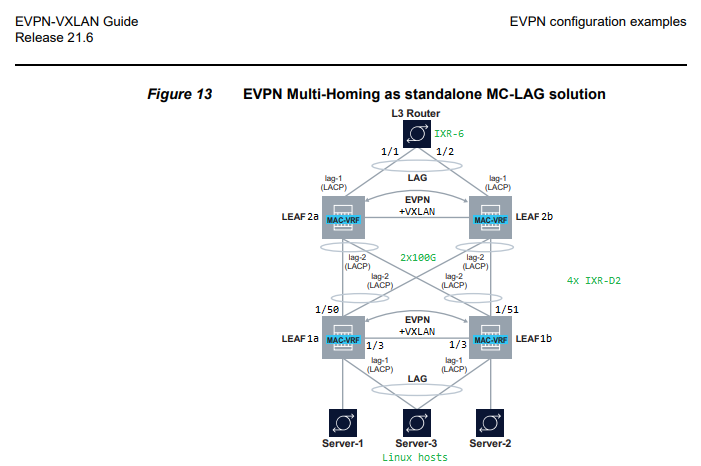 EVPN-VXLAN Guide
EVPN configuration examples
Release 21.6
Figure 13 EVPN Multi-Homing as standalone MC-LAG solution
L3 Router
IXR-6
1/1
1/2
LAG
lag-1
(LACP)
lag-1
(LACP)
EVPN
+VXLAN
LEAF 2a
MAC-VRF
MAC-VRF
LEAF 2b
lag-2
(LACP)
2x100G
lag-2
(LACP)
lag-2
(LACP)
lag-2
(LACP)
4x IXR-D2
1/50
1/51
EVPN
+VXLAN
LEAF 1a
MAC-VRF
1/3
1/3
MAC-VRF
LEAF 1b
lag-1
(LACP)
lag-1
(LACP)
LAG
Server-1
Server-3
Server-2
Linux hosts